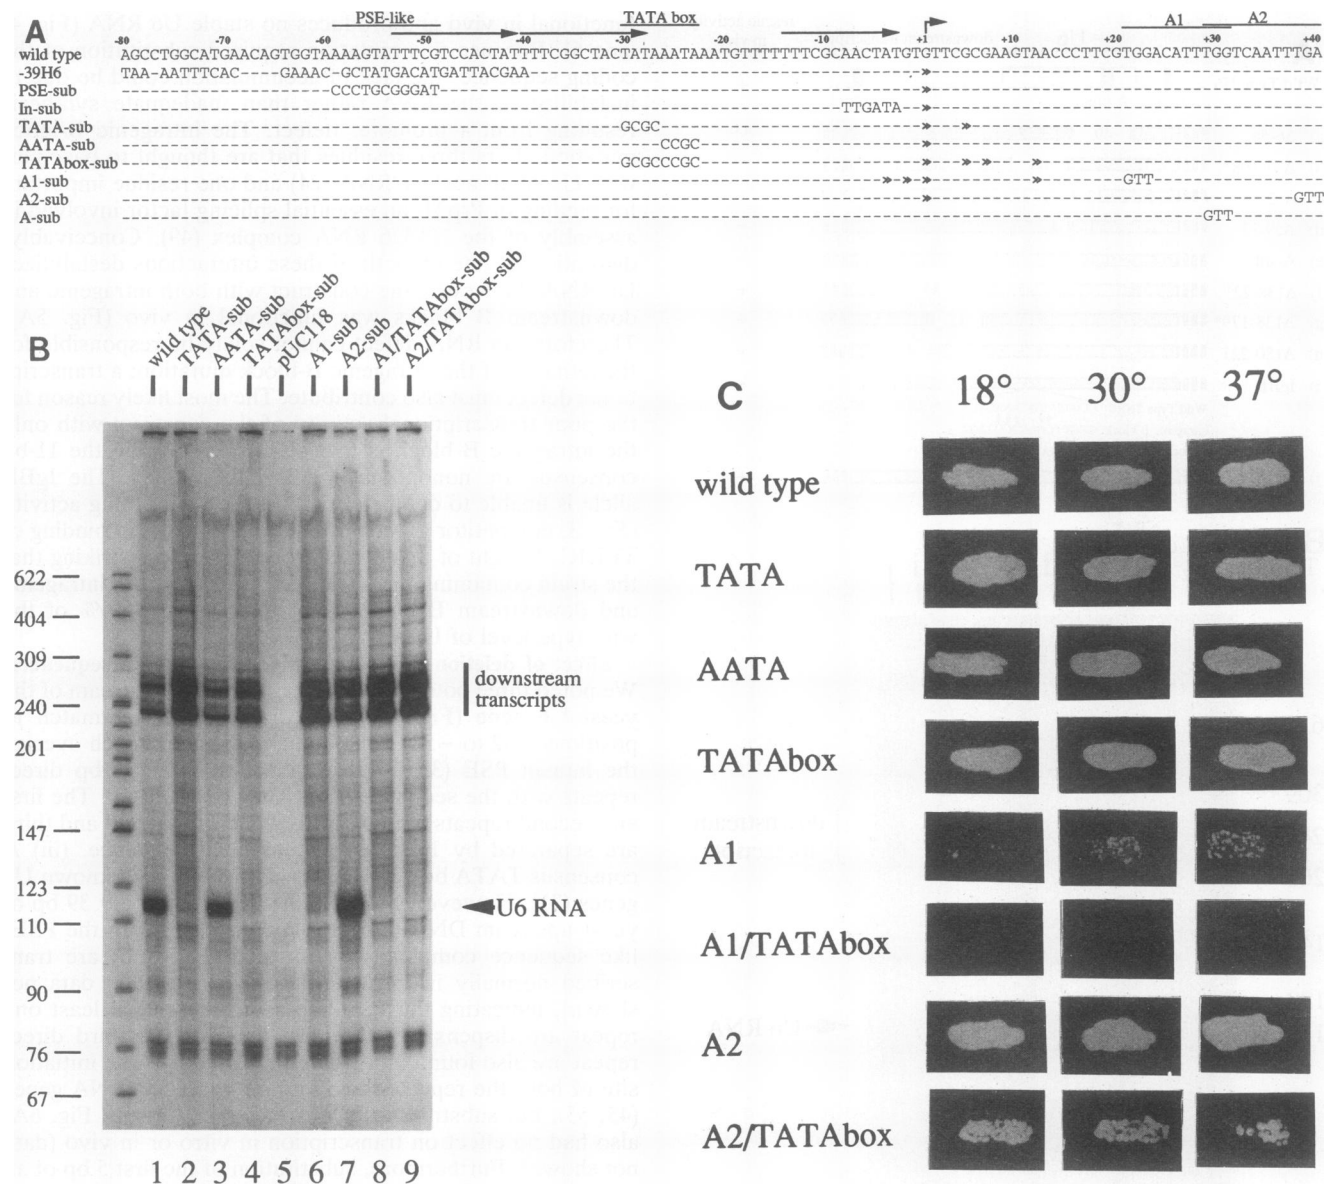 A
PSE-like TATA box A1 A2
-80 -70 -60 -50 -40 -30 -20 -10 +10 +20 +30 +40
wild type AGCCTGGCATGAACAGTGGTAAAAGTATTTCGTCCACTATTTTCGGCTACTATAAATAAATGTTTTTTTCGCAACTATGTGTTCGCGAAGTAACCCTTCGTGGACATTTGGTCAATTTGA
-39H6 TAA-AATTTCAC----GAAAC-GCTATGACATGATTACGAA
PSE-sub CCCTGCGGGAT
In-sub TTGATA
TATA-sub GCGC
AATA-sub CCGC
TATAbox-sub GCGCCCGC
A1-sub GTT
A2-sub GTT
A-sub GTT
B
wild type
TATA-sub
AATA-sub
TATAbox-sub
pUC118
A1-sub
A2-sub
A1/TATAbox-sub
A2/TATAbox-sub
622
404
309
240
201
147
123
110
90
76
67
downstream
transcripts
U6 RNA
1 2 3 4 5 6 7 8 9
C
18° 30° 37°
wild type
TATA
AATA
TATAbox
A1
A1/TATAbox
A2
A2/TATAbox